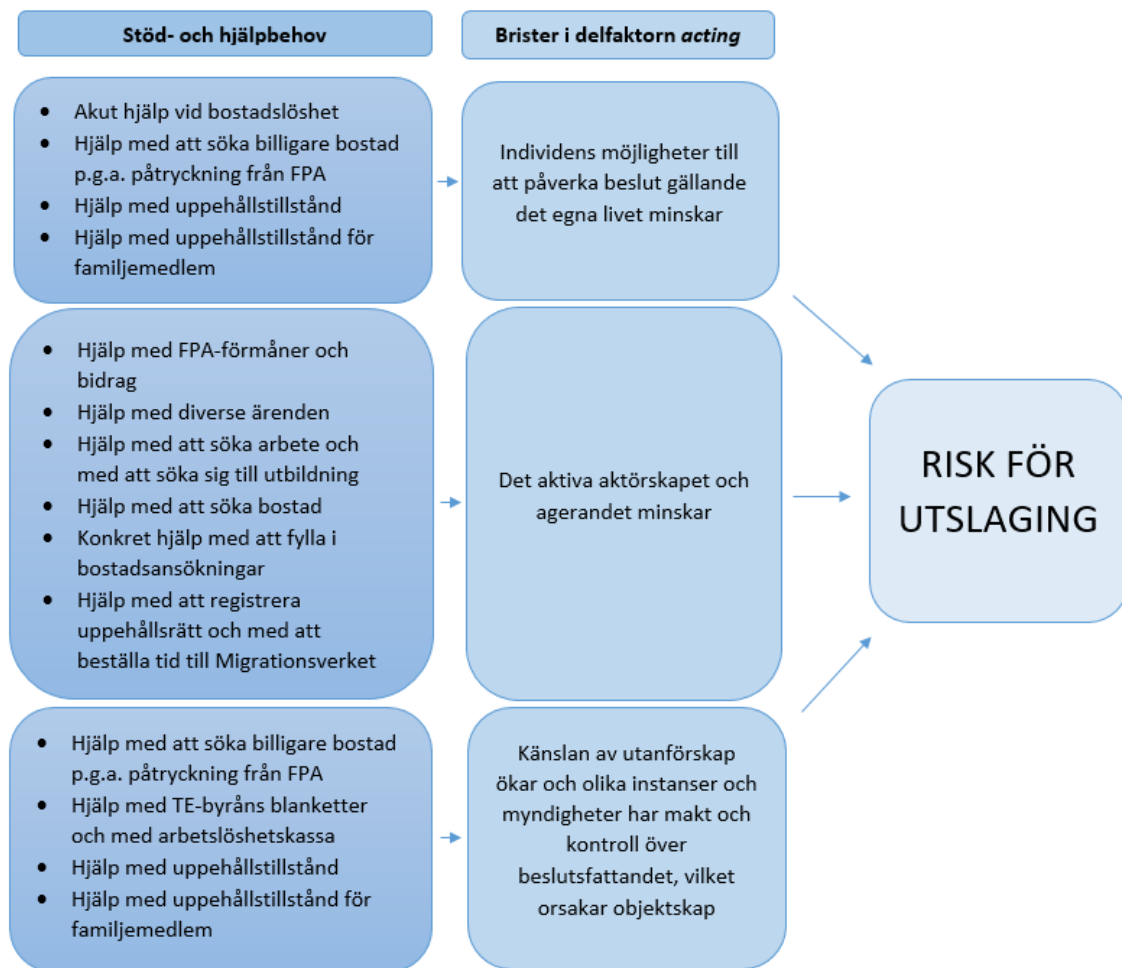 Stöd- och hjälpbehov
Brister i delfaktorn acting
• Akut hjälp vid bostadslöshet
• Hjälp med att söka billigare bostad
p.g.a. påtryckning från FPA
• Hjälp med uppehållstillstånd
• Hjälp med uppehållstillstånd för
familjemedlem
Individens möjligheter till
att påverka beslut gällande
det egna livet minskar
• Hjälp med FPA-förmåner och
bidrag
• Hjälp med diverse ärenden
• Hjälp med att söka arbete och
med att söka sig till utbildning
• Hjälp med att söka bostad
• Konkret hjälp med att fylla i
bostadsansökningar
• Hjälp med att registrera
uppehållsrätt och med att
beställa tid till Migrationsverket
Det aktiva aktörskapet och
agerandet minskar
• Hjälp med att söka billigare bostad
p.g.a. påtryckning från FPA
• Hjälp med TE-byråns blanketter
och med arbetslöshetskassa
• Hjälp med uppehållstillstånd
• Hjälp med uppehållstillstånd för
familjemedlem
Känslan av utanförskap
ökar och olika instanser och
myndigheter har makt och
kontroll över
beslutsfattandet, vilket
orsakar objektskap
RISK FÖR
UTSLAGING